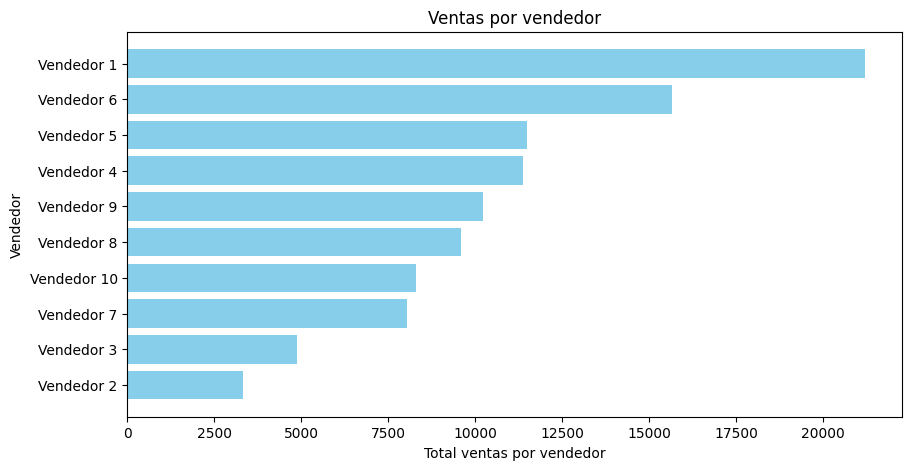 Ventas por vendedor
Vendedor
Vendedor 1
Vendedor 6
Vendedor 5
Vendedor 4
Vendedor 9
Vendedor 8
Vendedor 10
Vendedor 7
Vendedor 3
Vendedor 2
0 2500 5000 7500 10000 12500 15000 17500 20000
Total ventas por vendedor